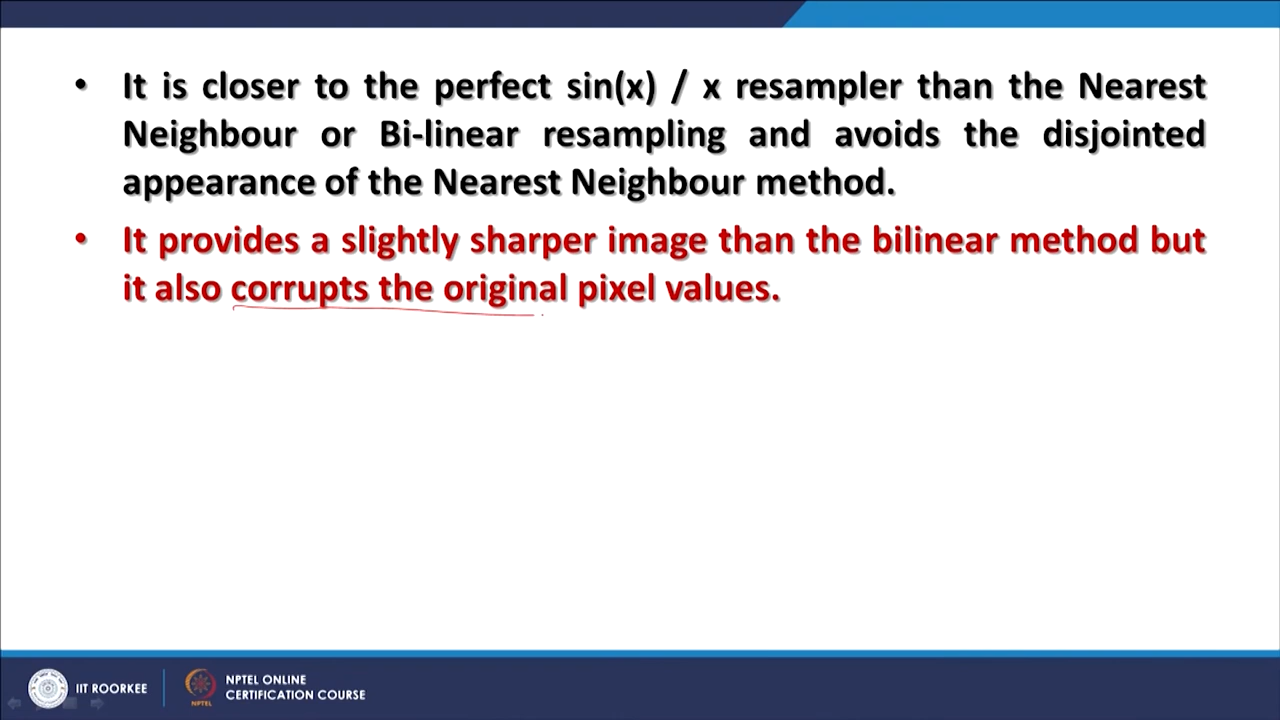 • It is closer to the perfect sin(x) / x resampler than the Nearest
Neighbour or Bi-linear resampling and avoids the disjointed
appearance of the Nearest Neighbour method.
• It provides a slightly sharper image than the bilinear method but
it also corrupts the original pixel values.
IIT ROORKEE
NPTEL
NPTEL ONLINE
CERTIFICATION COURSE